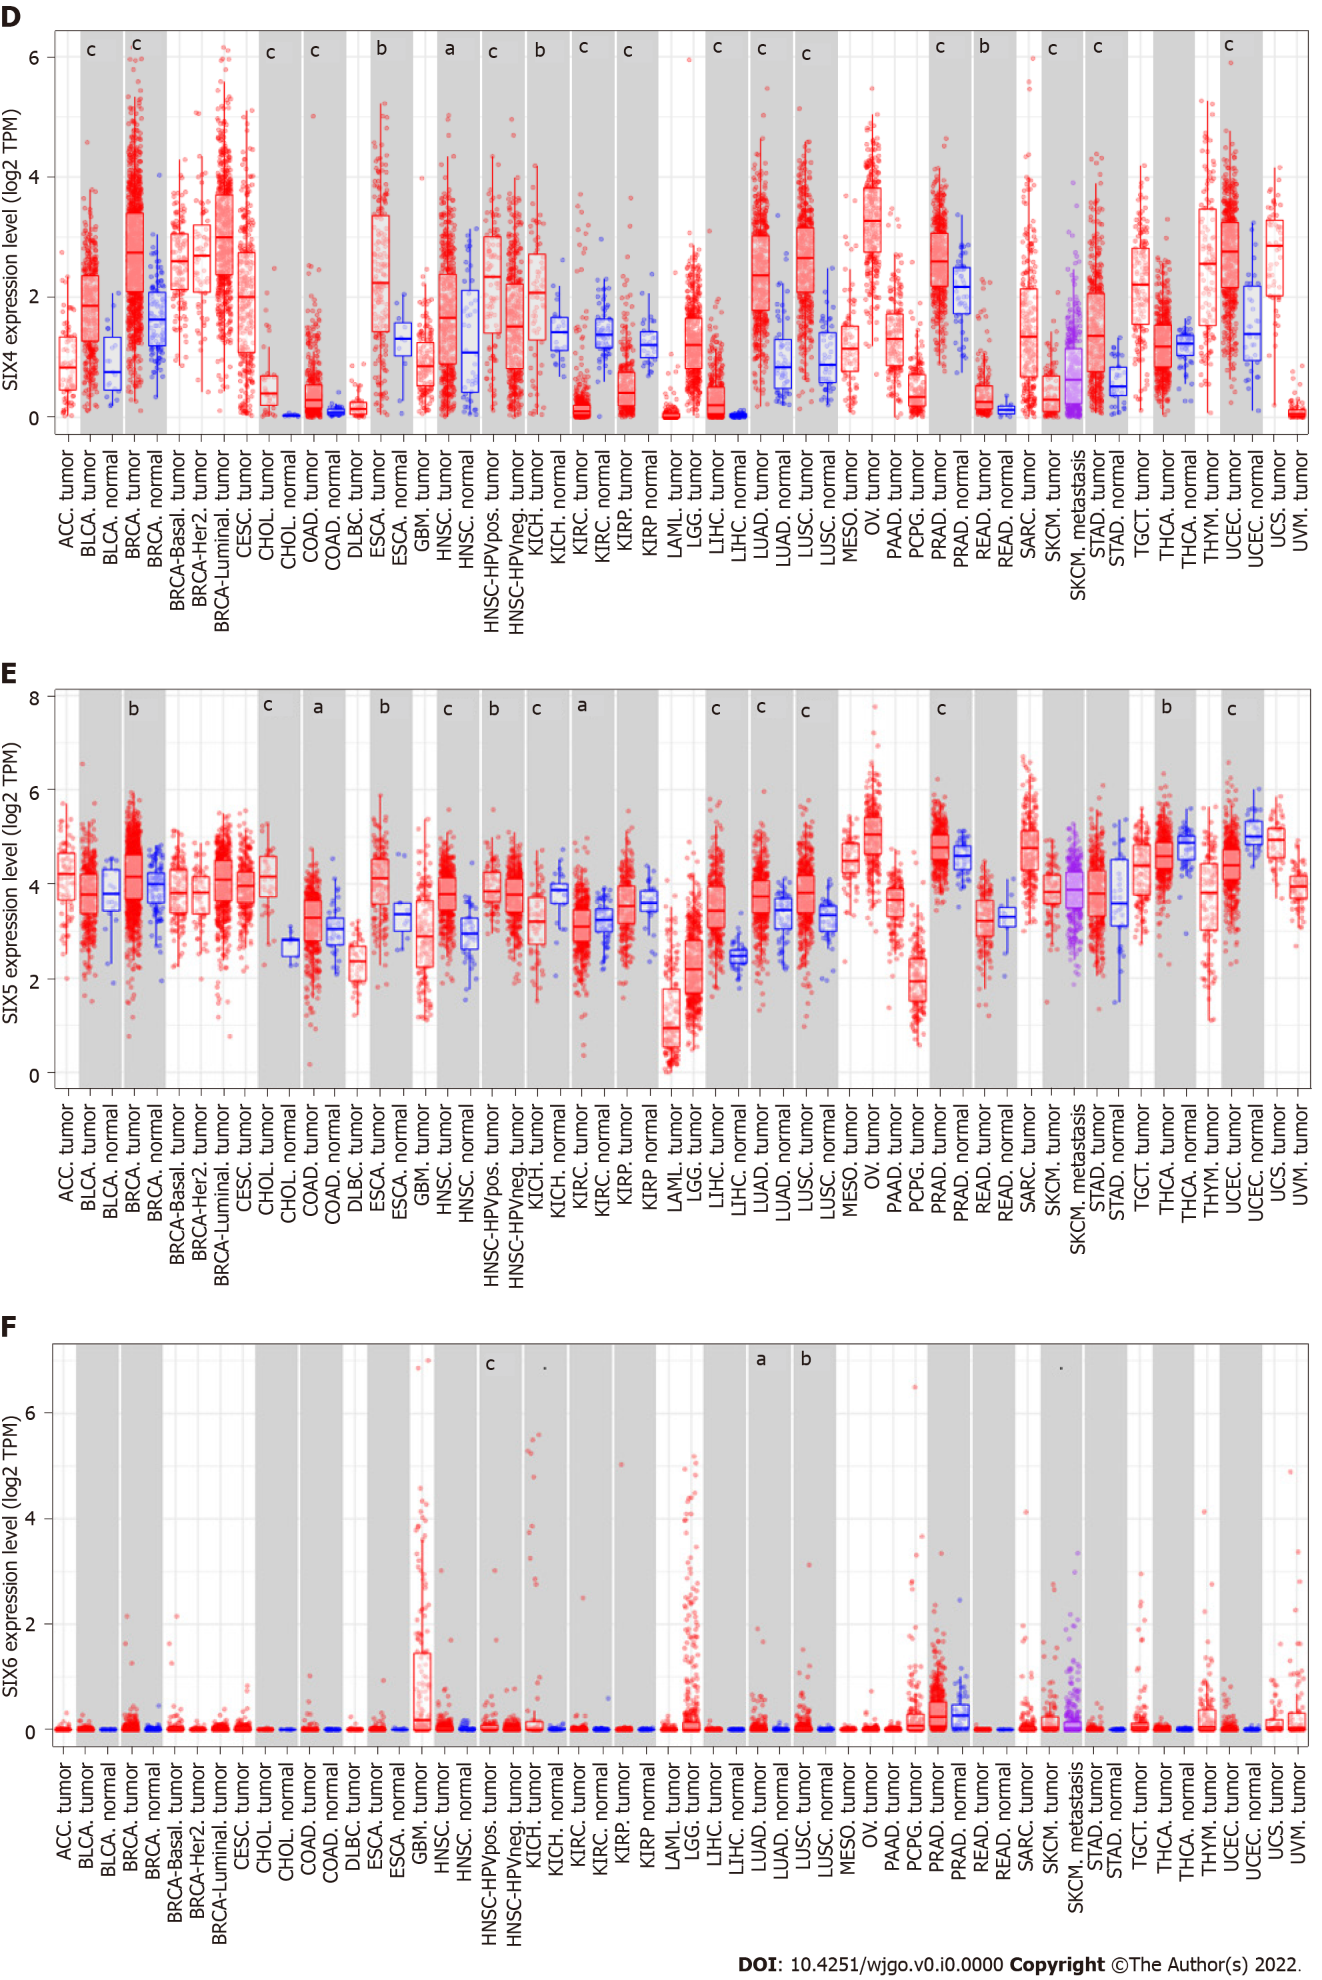 D
SIX4 expression level (log2 TPM)
6
4
2
0
c c c c b a c b c c c c c c b c c c
ACC. tumor
BLCA. tumor
BLCA. normal
BRCA. tumor
BRCA. normal
BRCA-Basal. tumor
BRCA-Her2. tumor
BRCA-Luminal. tumor
CESC. tumor
CHOL. tumor
CHOL. normal
COAD. tumor
COAD. normal
DLBC. tumor
ESCA. tumor
ESCA. normal
GBM. tumor
HNSC. tumor
HNSC. normal
HNSC-HPVpos. tumor
HNSC-HPVneg. tumor
KICH. tumor
KICH. normal
KIRC. tumor
KIRC. normal
KIRP. tumor
KIRP normal
LAML. tumor
LGG. tumor
LIHC. tumor
LIHC. normal
LUAD. tumor
LUAD. normal
LUSC. tumor
LUSC. normal
MESO. tumor
OV. tumor
PAAD. tumor
PCPG. tumor
PRAD. tumor
PRAD. normal
READ. tumor
READ. normal
SARC. tumor
SKCM. tumor
SKCM. metastasis
STAD. tumor
STAD. normal
TGCT. tumor
THCA. tumor
THCA. normal
THYM. tumor
UCEC. tumor
UCEC. normal
UCS. tumor
UVM. tumor
E
SIX5 expression level (log2 TPM)
8
6
4
2
0
b c a b c b c a c c c c b c
ACC. tumor
BLCA. tumor
BLCA. normal
BRCA. tumor
BRCA. normal
BRCA-Basal. tumor
BRCA-Her2. tumor
BRCA-Luminal. tumor
CESC. tumor
CHOL. tumor
CHOL. normal
COAD. tumor
COAD. normal
DLBC. tumor
ESCA. tumor
ESCA. normal
GBM. tumor
HNSC. tumor
HNSC. normal
HNSC-HPVpos. tumor
HNSC-HPVneg. tumor
KICH. tumor
KICH. normal
KIRC. tumor
KIRC. normal
KIRP. tumor
KIRP normal
LAML. tumor
LGG. tumor
LIHC. tumor
LIHC. normal
LUAD. tumor
LUAD. normal
LUSC. tumor
LUSC. normal
MESO. tumor
OV. tumor
PAAD. tumor
PCPG. tumor
PRAD. tumor
PRAD. normal
READ. tumor
READ. normal
SARC. tumor
SKCM. tumor
SKCM. metastasis
STAD. tumor
STAD. normal
TGCT. tumor
THCA. tumor
THCA. normal
THYM. tumor
UCEC. tumor
UCEC. normal
UCS. tumor
UVM. tumor
F
SIX6 expression level (log2 TPM)
6
4
2
0
c . a b .
ACC. tumor
BLCA. tumor
BLCA. normal
BRCA. tumor
BRCA. normal
BRCA-Basal. tumor
BRCA-Her2. tumor
BRCA-Luminal. tumor
CESC. tumor
CHOL. tumor
CHOL. normal
COAD. tumor
COAD. normal
DLBC. tumor
ESCA. tumor
ESCA. normal
GBM. tumor
HNSC. tumor
HNSC. normal
HNSC-HPVpos. tumor
HNSC-HPVneg. tumor
KICH. tumor
KICH. normal
KIRC. tumor
KIRC. normal
KIRP. tumor
KIRP normal
LAML. tumor
LGG. tumor
LIHC. tumor
LIHC. normal
LUAD. tumor
LUAD. normal
LUSC. tumor
LUSC. normal
MESO. tumor
OV. tumor
PAAD. tumor
PCPG. tumor
PRAD. tumor
PRAD. normal
READ. tumor
READ. normal
SARC. tumor
SKCM. tumor
SKCM. metastasis
STAD. tumor
STAD. normal
TGCT. tumor
THCA. tumor
THCA. normal
THYM. tumor
UCEC. tumor
UCEC. normal
UCS. tumor
UVM. tumor
DOI: 10.4251/wjgo.v0.i0.0000 Copyright ©The Author(s) 2022.